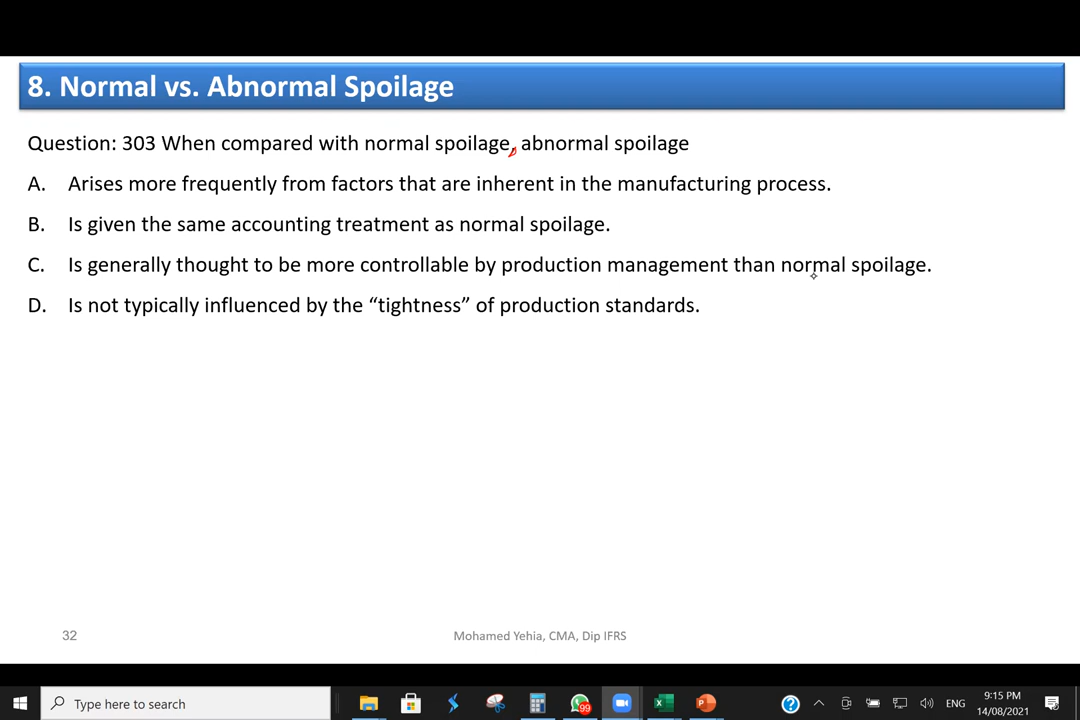 8. Normal vs. Abnormal Spoilage
Question: 303 When compared with normal spoilage, abnormal spoilage
A. Arises more frequently from factors that are inherent in the manufacturing process.
B. Is given the same accounting treatment as normal spoilage.
C. Is generally thought to be more controllable by production management than normal spoilage.
D. Is not typically influenced by the “tightness” of production standards.
32
Mohamed Yehia, CMA, Dip IFRS
Type here to search
99
ENG
9:15 PM
14/08/2021